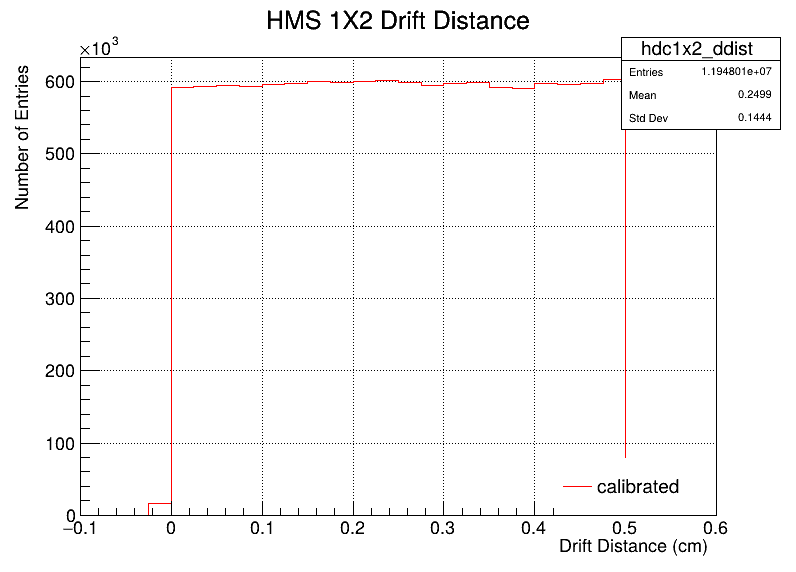 HMS 1X2 Drift Distance
×10³
hdc1x2_ddist
Entries 1.194801e+07
Mean 0.2499
Std Dev 0.1444
Number of Entries
600
500
400
300
200
100
0
calibrated
−0.1 0 0.1 0.2 0.3 0.4 0.5 0.6
Drift Distance (cm)